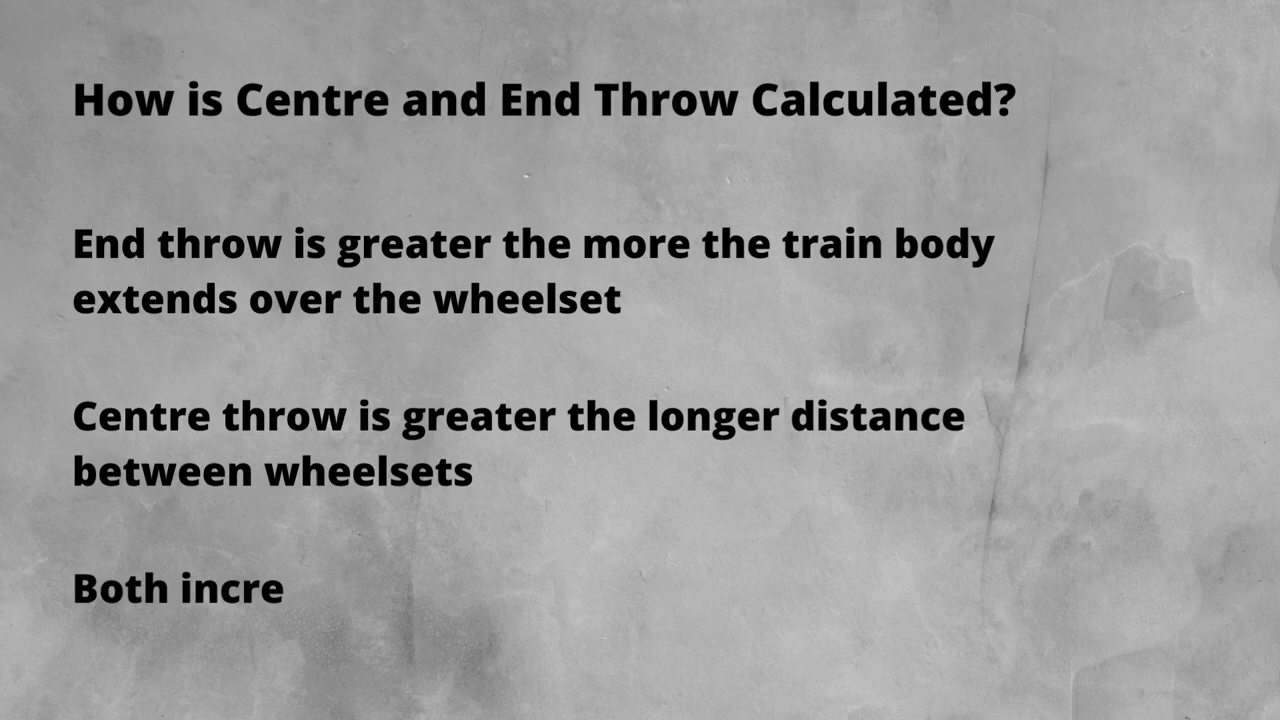 How is Centre and End Throw Calculated?
End throw is greater the more the train body
extends over the wheelset
Centre throw is greater the longer distance
between wheelsets
Both incre